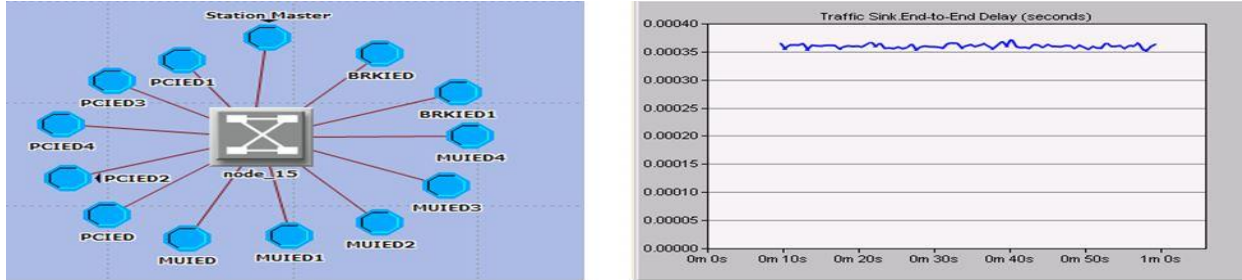 Station Master
BRKIED
PCIED1
PCIED3
BRKIED1
PCIED4
MUIED4
node_15
PCIED2
MUIED3
PCIED
MUIED2
MUIED
MUIED1
Traffic Sink.End-to-End Delay (seconds)
0.00040
0.00035
0.00030
0.00025
0.00020
0.00015
0.00010
0.00005
0.00000
0m 0s 0m 10s 0m 20s 0m 30s 0m 40s 0m 50s 1m 0s